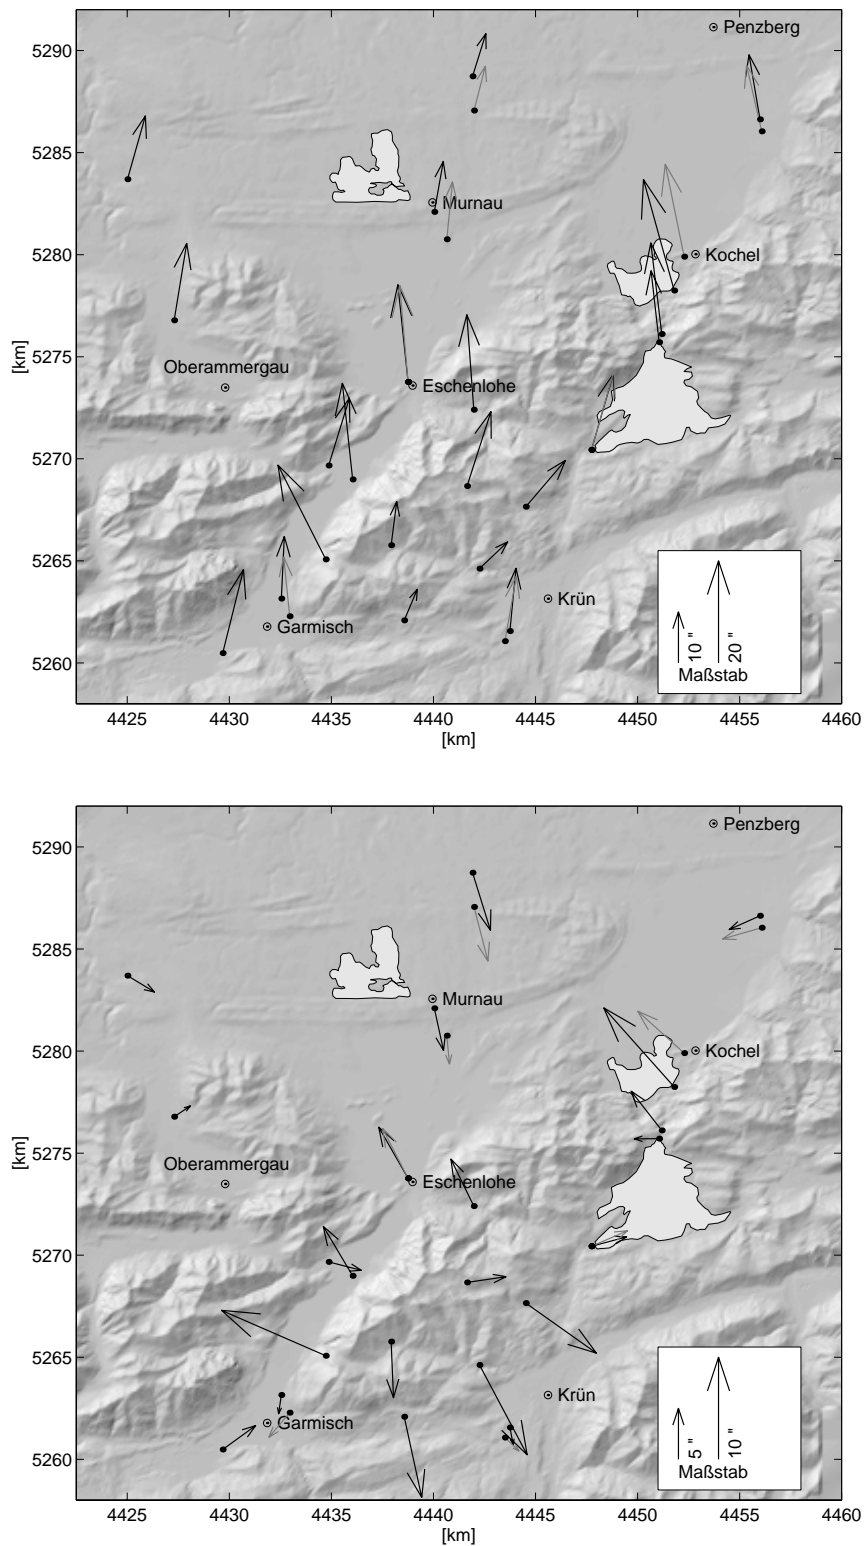 5290
Penzberg
5285
Murnau
5280
Kochel
5275
[km]
Oberammergau
Eschenlohe
5270
5265
Krün
Garmisch
10 "
20 "
5260
Maßstab
4425 4430 4435 4440 4445 4450 4455 4460
[km]
Penzberg
5290
5285
Murnau
5280
Kochel
5275
[km]
Oberammergau
Eschenlohe
5270
5265
Krün
Garmisch
5 "
10 "
5260
Maßstab
4425 4430 4435 4440 4445 4450 4455 4460
[km]